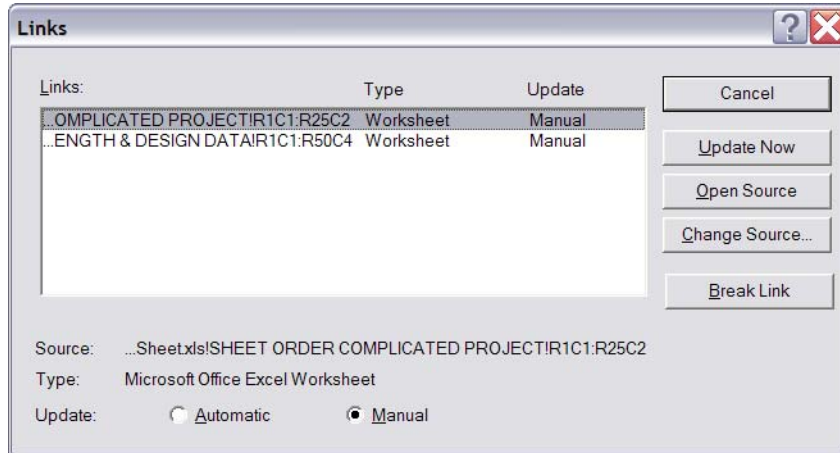 Links
Links: Type Update
...OMPLICATED PROJECT!R1C1:R25C2 Worksheet Manual
...ENGTH & DESIGN DATA!R1C1:R50C4 Worksheet Manual
Cancel
Update Now
Open Source
Change Source...
Break Link
Source: ...Sheet.xls!SHEET ORDER COMPLICATED PROJECT!R1C1:R25C2
Type: Microsoft Office Excel Worksheet
Update: Automatic Manual